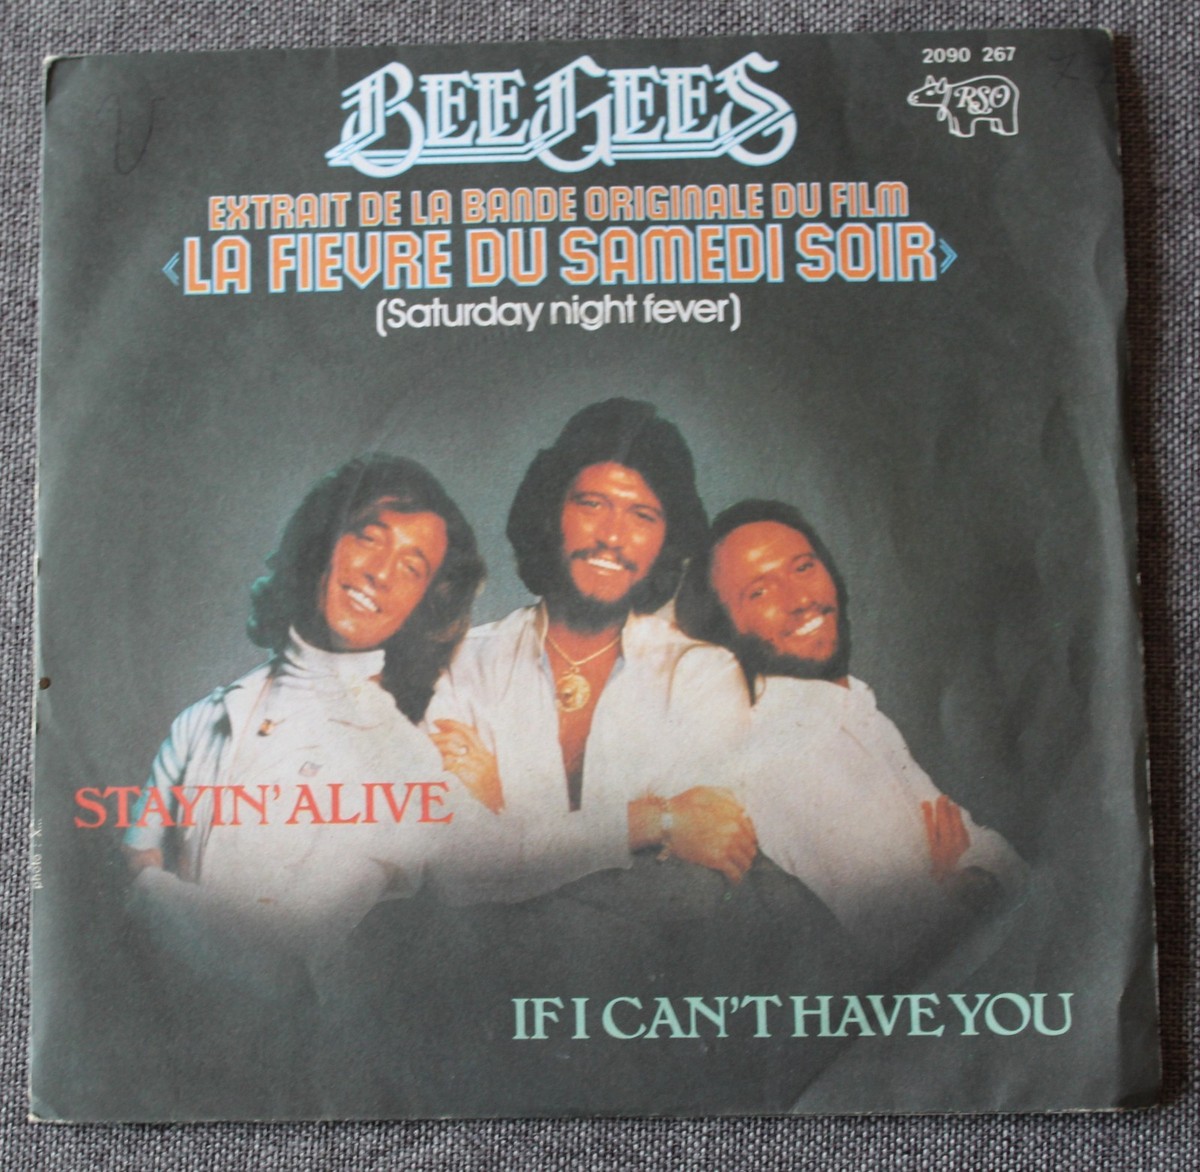 2090 267
BEE GEES
RSO
EXTRAIT DE LA BANDE ORIGINALE DU FILM
«LA FIEVRE DU SAMEDI SOIR»
(Saturday night fever)
STAYIN' ALIVE
photo : X...
IF I CAN'T HAVE YOU